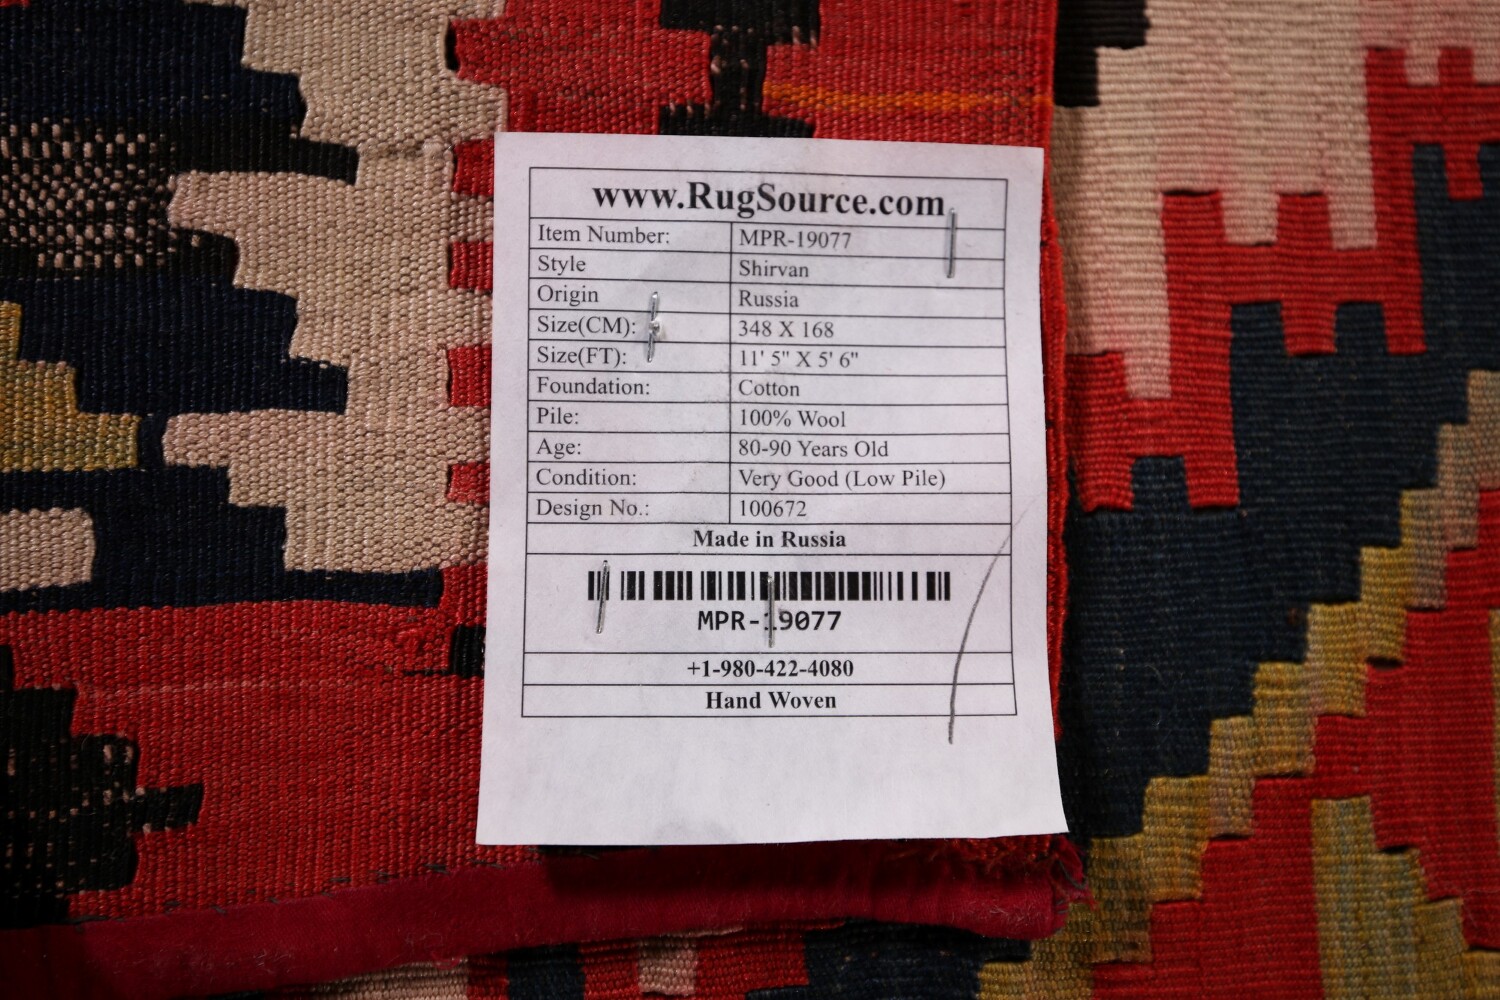 www.RugSource.com
Item Number: MPR-19077
Style Shirvan
Origin Russia
Size(CM): 348 X 168
Size(FT): 11' 5" X 5' 6"
Foundation: Cotton
Pile: 100% Wool
Age: 80-90 Years Old
Condition: Very Good (Low Pile)
Design No.: 100672
Made in Russia
MPR-19077
+1-980-422-4080
Hand Woven